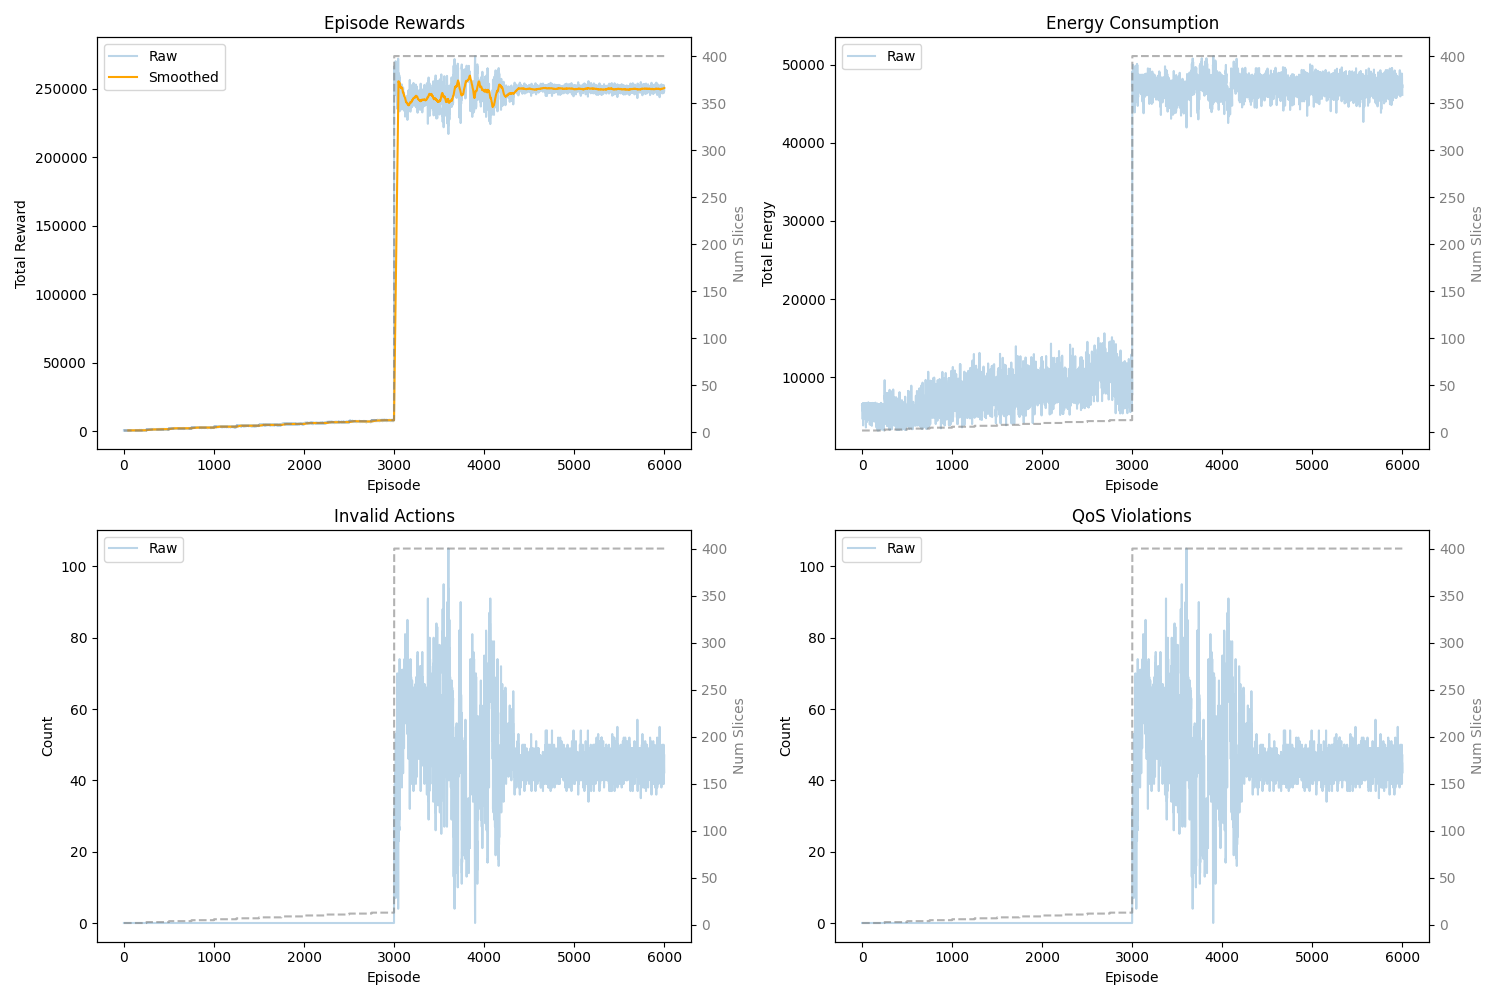 Episode Rewards
Raw
Smoothed
Total Reward
250000
200000
150000
100000
50000
0
400
350
300
250
200
150
100
50
0
Num Slices
0 1000 2000 3000 4000 5000 6000
Episode
Energy Consumption
Raw
Total Energy
50000
40000
30000
20000
10000
400
350
300
250
200
150
100
50
0
Num Slices
0 1000 2000 3000 4000 5000 6000
Episode
Invalid Actions
Raw
Count
100
80
60
40
20
0
400
350
300
250
200
150
100
50
0
Num Slices
0 1000 2000 3000 4000 5000 6000
Episode
QoS Violations
Raw
Count
100
80
60
40
20
0
400
350
300
250
200
150
100
50
0
Num Slices
0 1000 2000 3000 4000 5000 6000
Episode